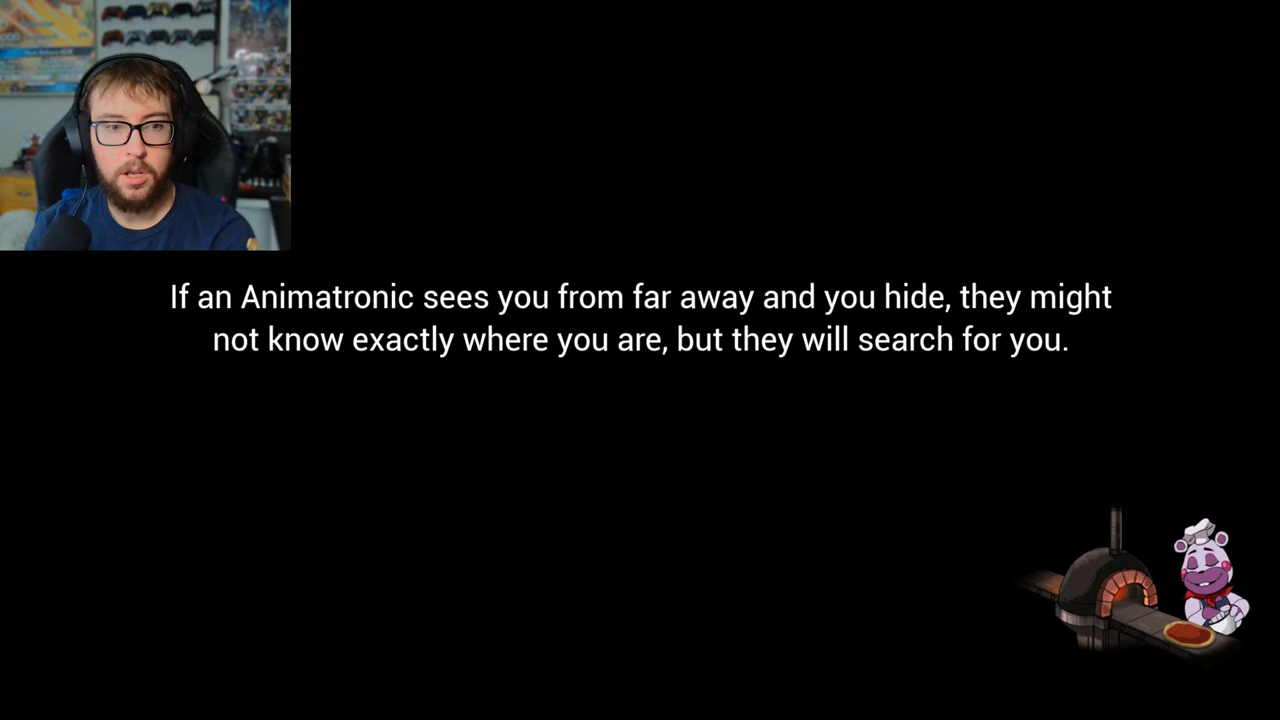 If an Animatronic sees you from far away and you hide, they might
not know exactly where you are, but they will search for you.